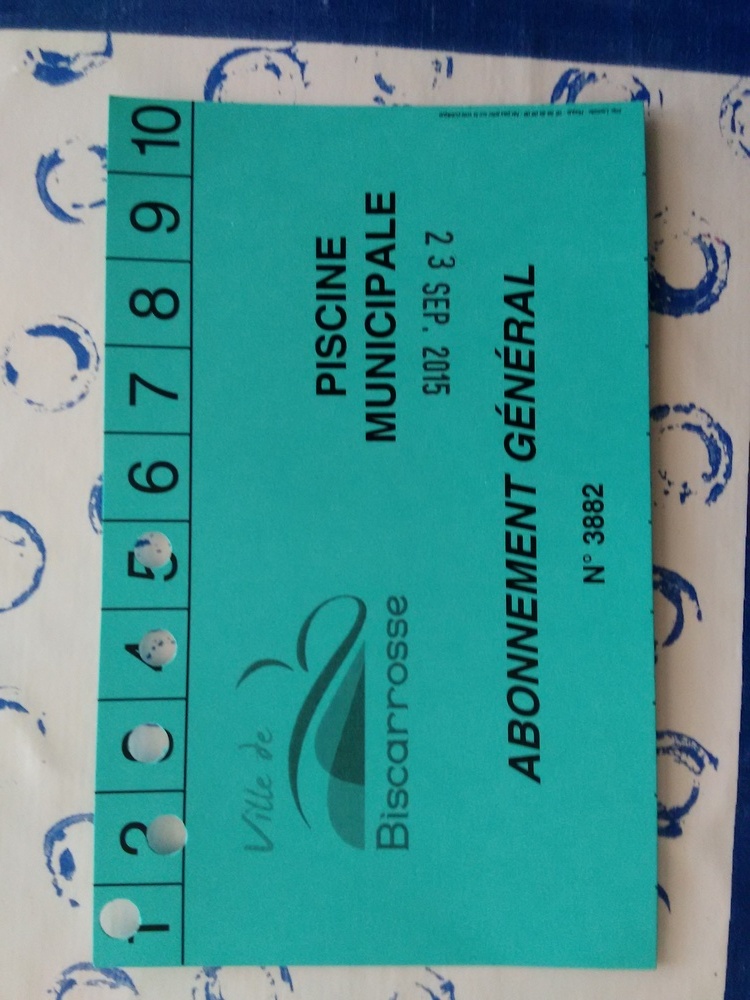 PISCINE
MUNICIPALE
23 SEP. 2015
Ville de
Biscarrosse
ABONNEMENT GÉNÉRAL
N° 3882
1 2 4 5 6 7 8 9 10